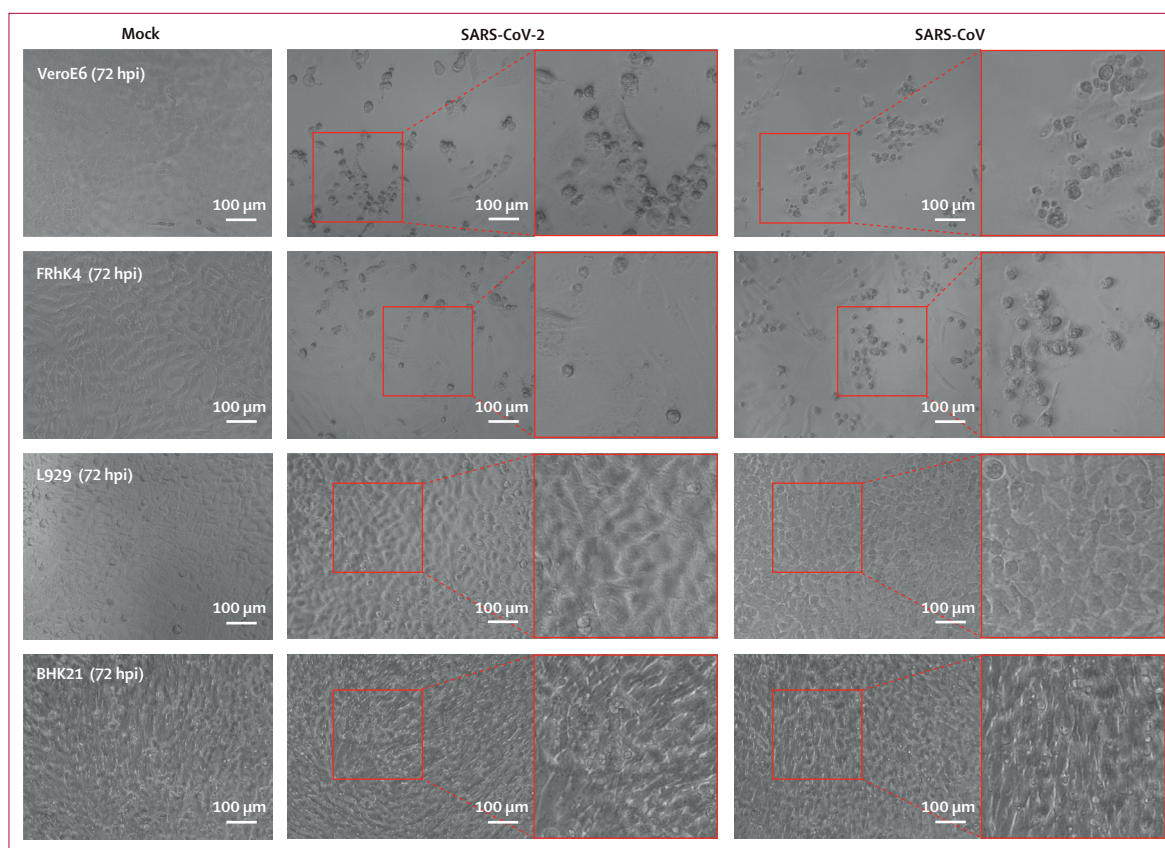 Mock
SARS-CoV-2
SARS-CoV
VeroE6 (72 hpi)
100 µm
100 µm
100 µm
FRhK4 (72 hpi)
100 µm
100 µm
100 µm
L929 (72 hpi)
100 µm
100 µm
100 µm
BHK21 (72 hpi)
100 µm
100 µm
100 µm